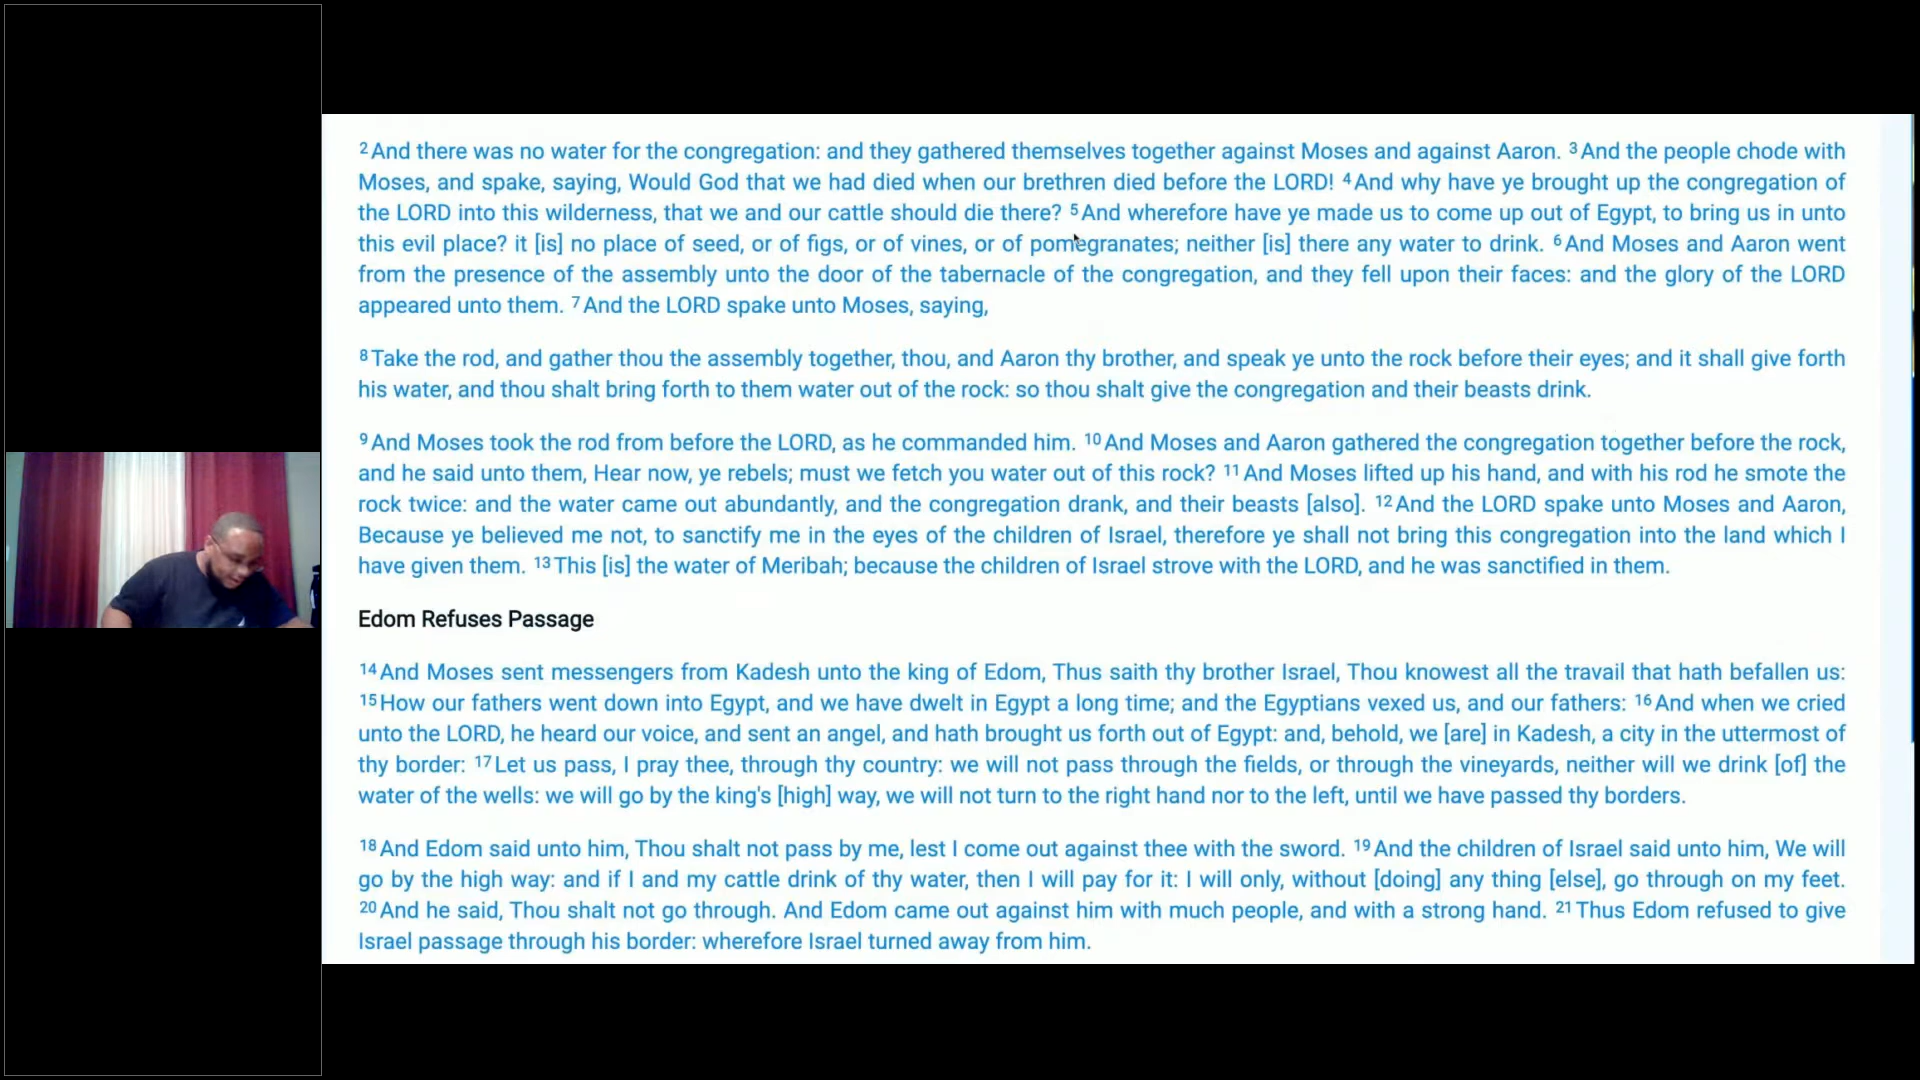 2 And there was no water for the congregation: and they gathered themselves together against Moses and against Aaron. 3 And the people chode with
Moses, and spake, saying, Would God that we had died when our brethren died before the LORD! 4 And why have ye brought up the congregation of
the LORD into this wilderness, that we and our cattle should die there? 5 And wherefore have ye made us to come up out of Egypt, to bring us in unto
this evil place? it [is] no place of seed, or of figs, or of vines, or of pomegranates; neither [is] there any water to drink. 6 And Moses and Aaron went
from the presence of the assembly unto the door of the tabernacle of the congregation, and they fell upon their faces: and the glory of the LORD
appeared unto them. 7 And the LORD spake unto Moses, saying,
8 Take the rod, and gather thou the assembly together, thou, and Aaron thy brother, and speak ye unto the rock before their eyes; and it shall give forth
his water, and thou shalt bring forth to them water out of the rock: so thou shalt give the congregation and their beasts drink.
9 And Moses took the rod from before the LORD, as he commanded him. 10 And Moses and Aaron gathered the congregation together before the rock,
and he said unto them, Hear now, ye rebels; must we fetch you water out of this rock? 11 And Moses lifted up his hand, and with his rod he smote the
rock twice: and the water came out abundantly, and the congregation drank, and their beasts [also]. 12 And the LORD spake unto Moses and Aaron,
Because ye believed me not, to sanctify me in the eyes of the children of Israel, therefore ye shall not bring this congregation into the land which I
have given them. 13 This [is] the water of Meribah; because the children of Israel strove with the LORD, and he was sanctified in them.
Edom Refuses Passage
14 And Moses sent messengers from Kadesh unto the king of Edom, Thus saith thy brother Israel, Thou knowest all the travail that hath befallen us:
15 How our fathers went down into Egypt, and we have dwelt in Egypt a long time; and the Egyptians vexed us, and our fathers: 16 And when we cried
unto the LORD, he heard our voice, and sent an angel, and hath brought us forth out of Egypt: and, behold, we [are] in Kadesh, a city in the uttermost of
thy border: 17 Let us pass, I pray thee, through thy country: we will not pass through the fields, or through the vineyards, neither will we drink [of] the
water of the wells: we will go by the king's [high] way, we will not turn to the right hand nor to the left, until we have passed thy borders.
18 And Edom said unto him, Thou shalt not pass by me, lest I come out against thee with the sword. 19 And the children of Israel said unto him, We will
go by the high way: and if I and my cattle drink of thy water, then I will pay for it: I will only, without [doing] any thing [else], go through on my feet.
20 And he said, Thou shalt not go through. And Edom came out against him with much people, and with a strong hand. 21 Thus Edom refused to give
Israel passage through his border: wherefore Israel turned away from him.